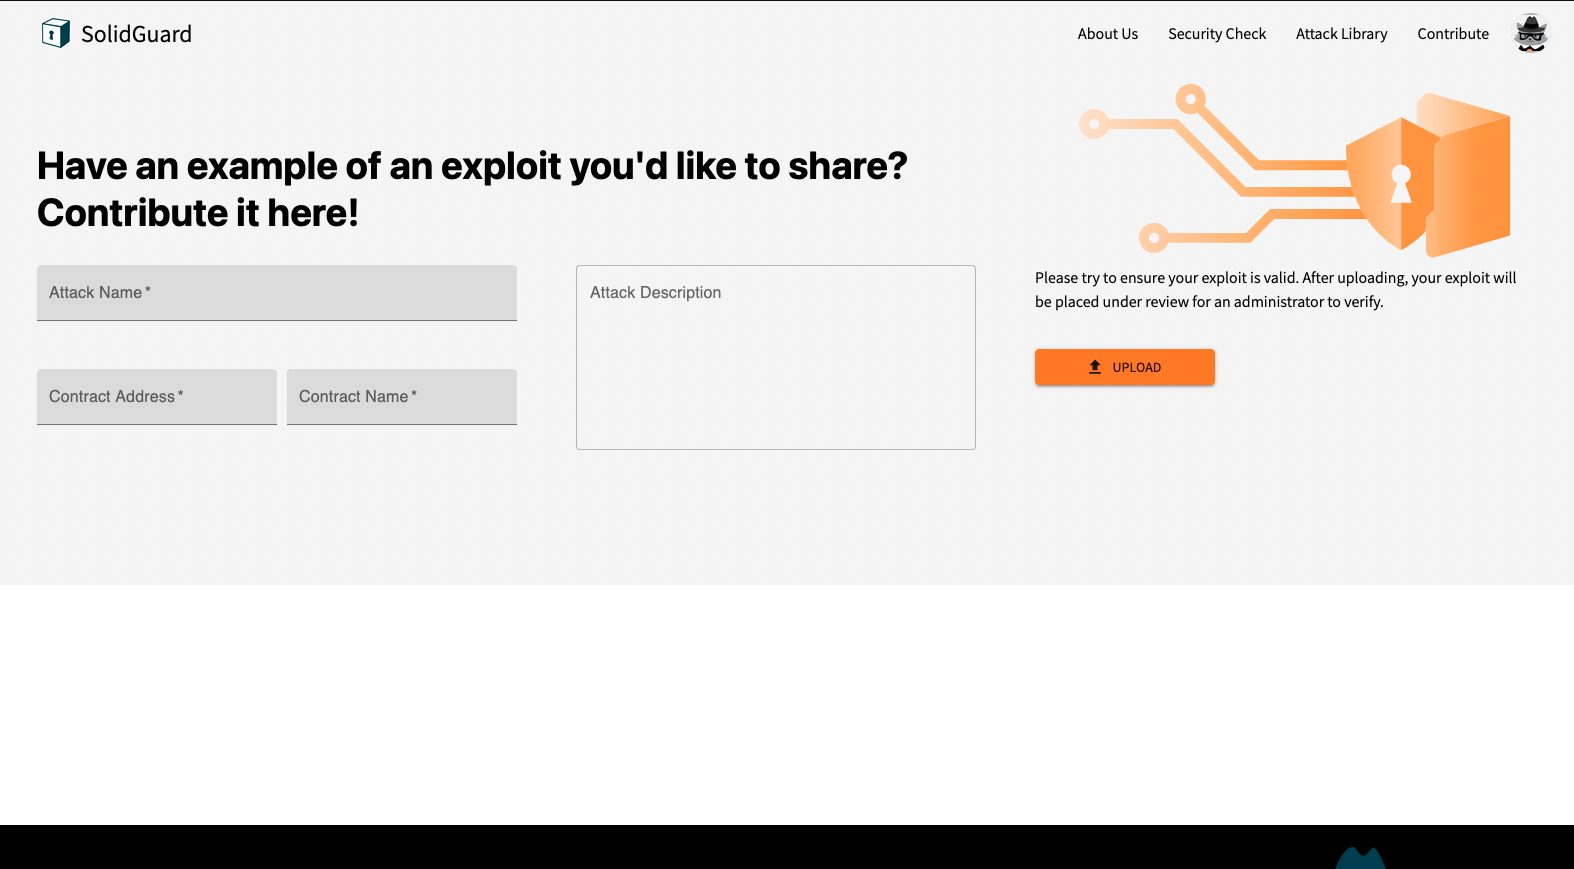 SolidGuard
About Us
Security Check
Attack Library
Contribute
Have an example of an exploit you'd like to share?
Contribute it here!
Attack Name *
Contract Address *
Contract Name *
Attack Description
Please try to ensure your exploit is valid. After uploading, your exploit will
be placed under review for an administrator to verify.
UPLOAD